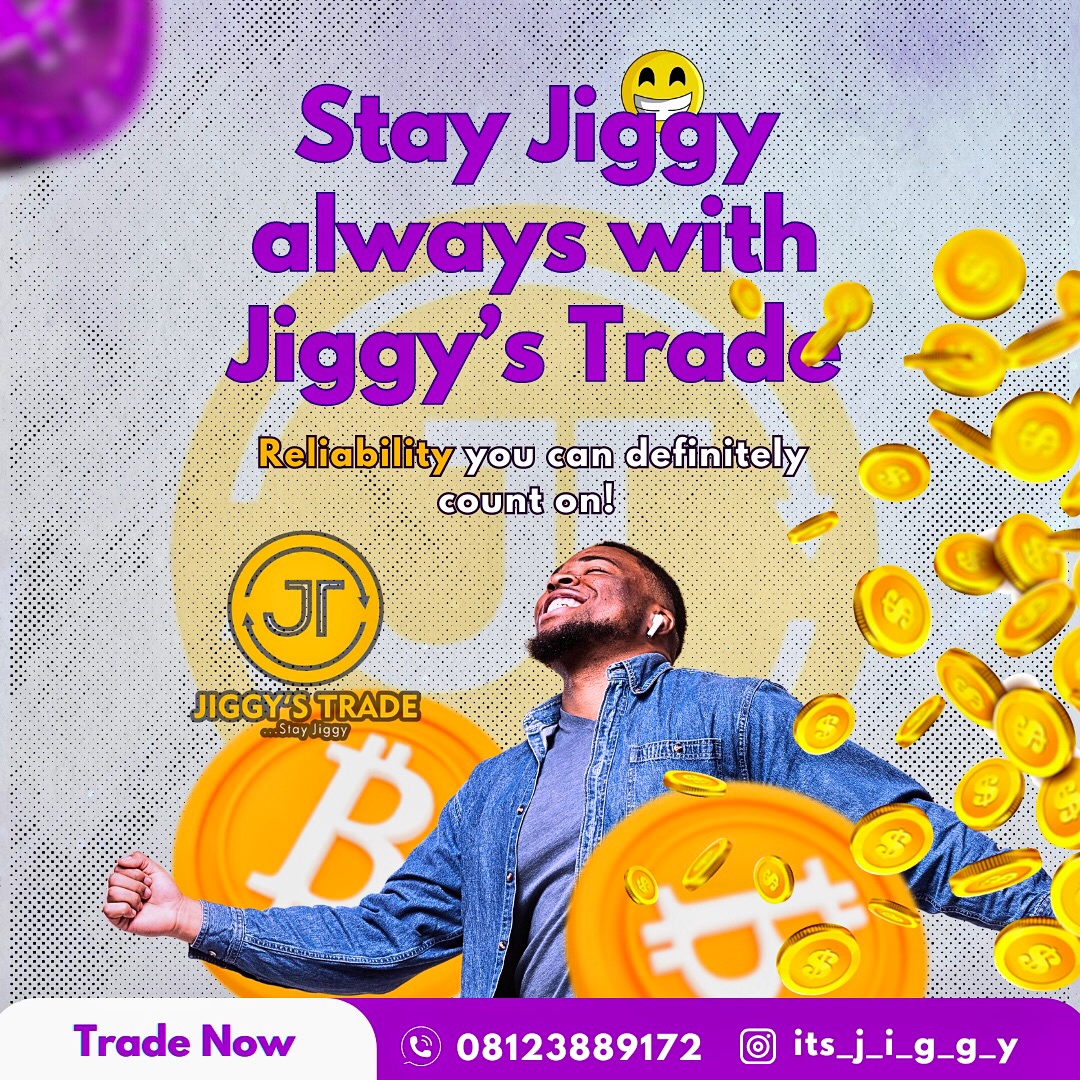 Stay Jiggy
always with
Jiggy's Trade
Reliability you can definitely
count on!
JT
JT
JIGGY'S TRADE
...Stay Jiggy
Trade Now
08123889172
its_j_i_g_g_y